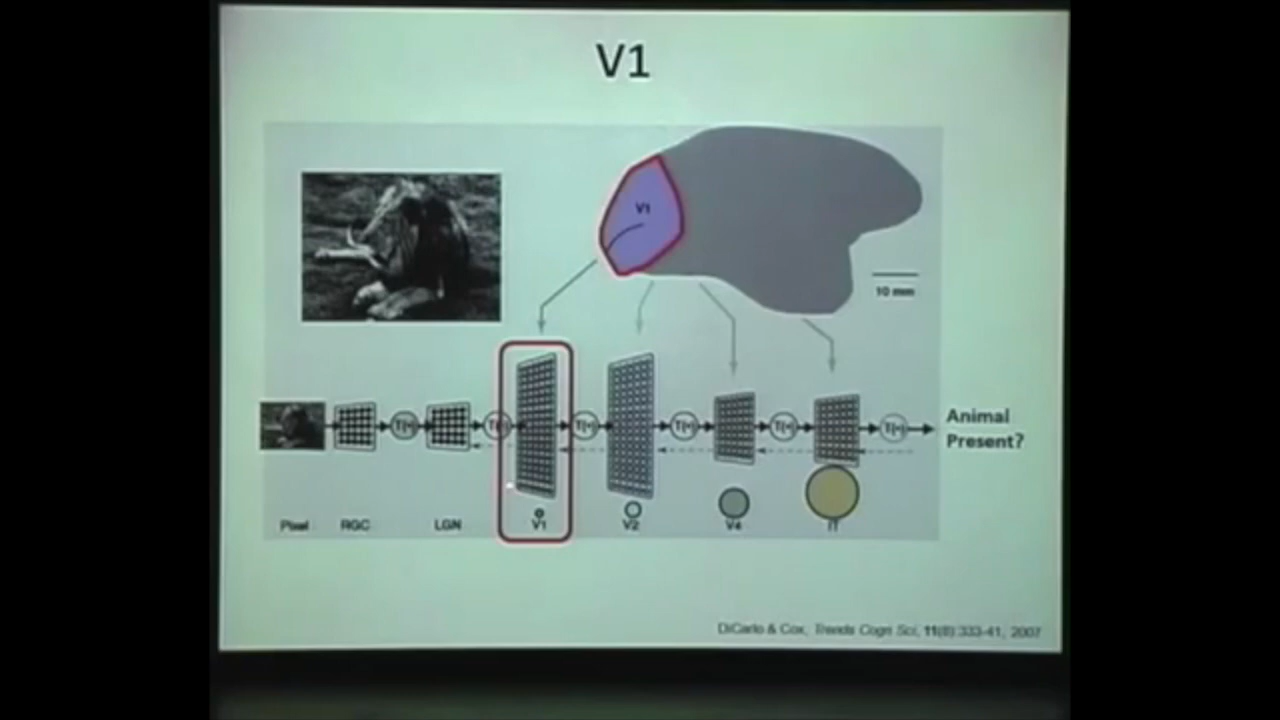 V1
V1
10 mm
T(•)
T(•)
T(•)
T(•)
T(•)
T(•)
Animal
Present?
Pixel
RGC
LGN
V1
V2
V4
IT
DiCarlo & Cox, Trends Cogn Sci, 11(8):333-41, 2007